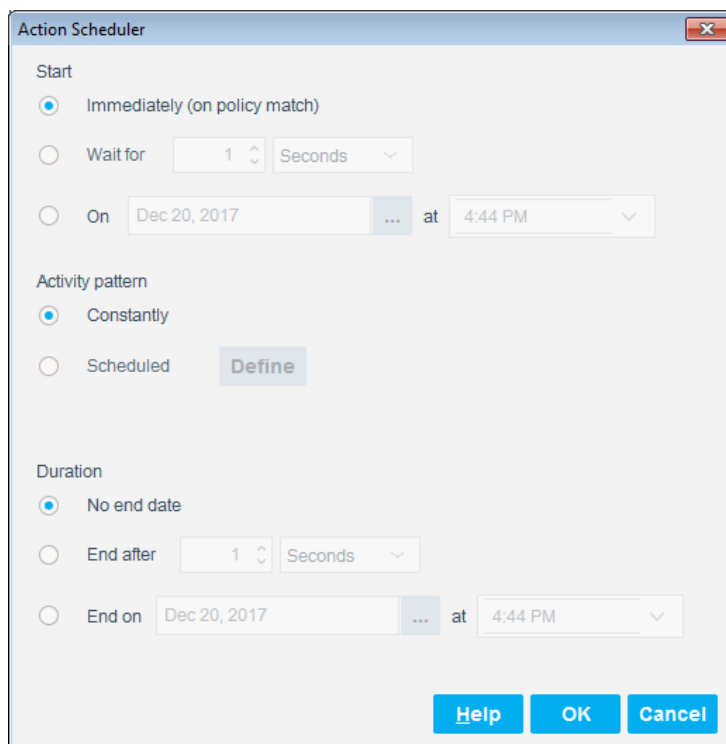 Action Scheduler
Start
Immediately (on policy match)
Wait for 1 Seconds
On Dec 20, 2017 ... at 4:44 PM
Activity pattern
Constantly
Scheduled Define
Duration
No end date
End after 1 Seconds
End on Dec 20, 2017 ... at 4:44 PM
Help OK Cancel